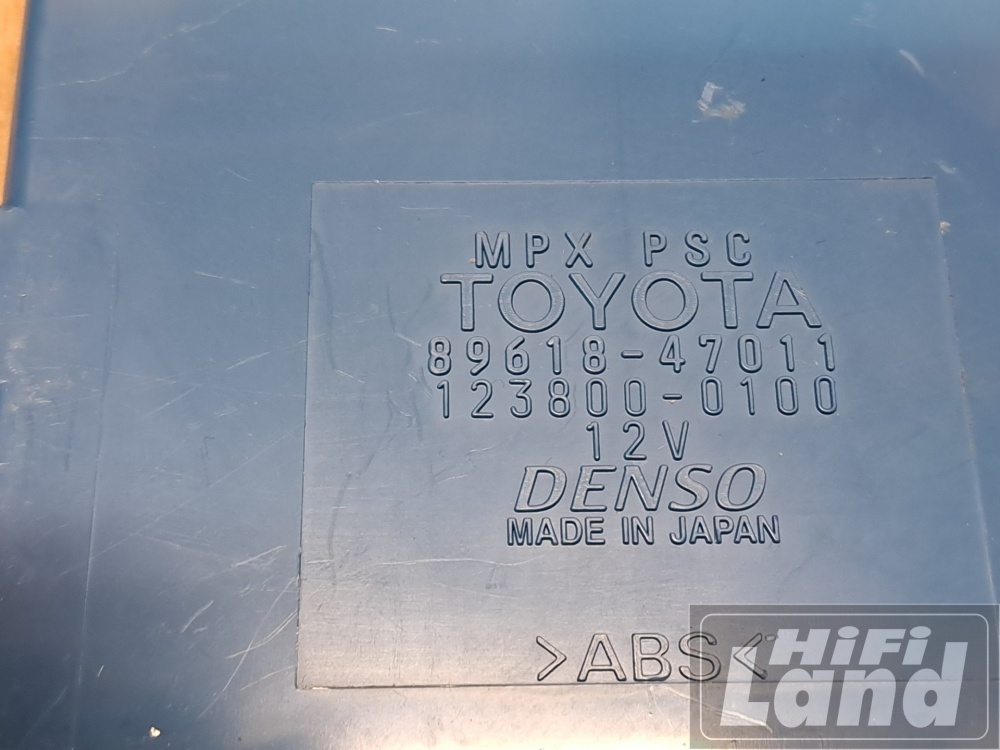 MPX PSC
TOYOTA
89618-47011
123800-0100
12V
DENSO
MADE IN JAPAN
>ABS<
HiFi
Land